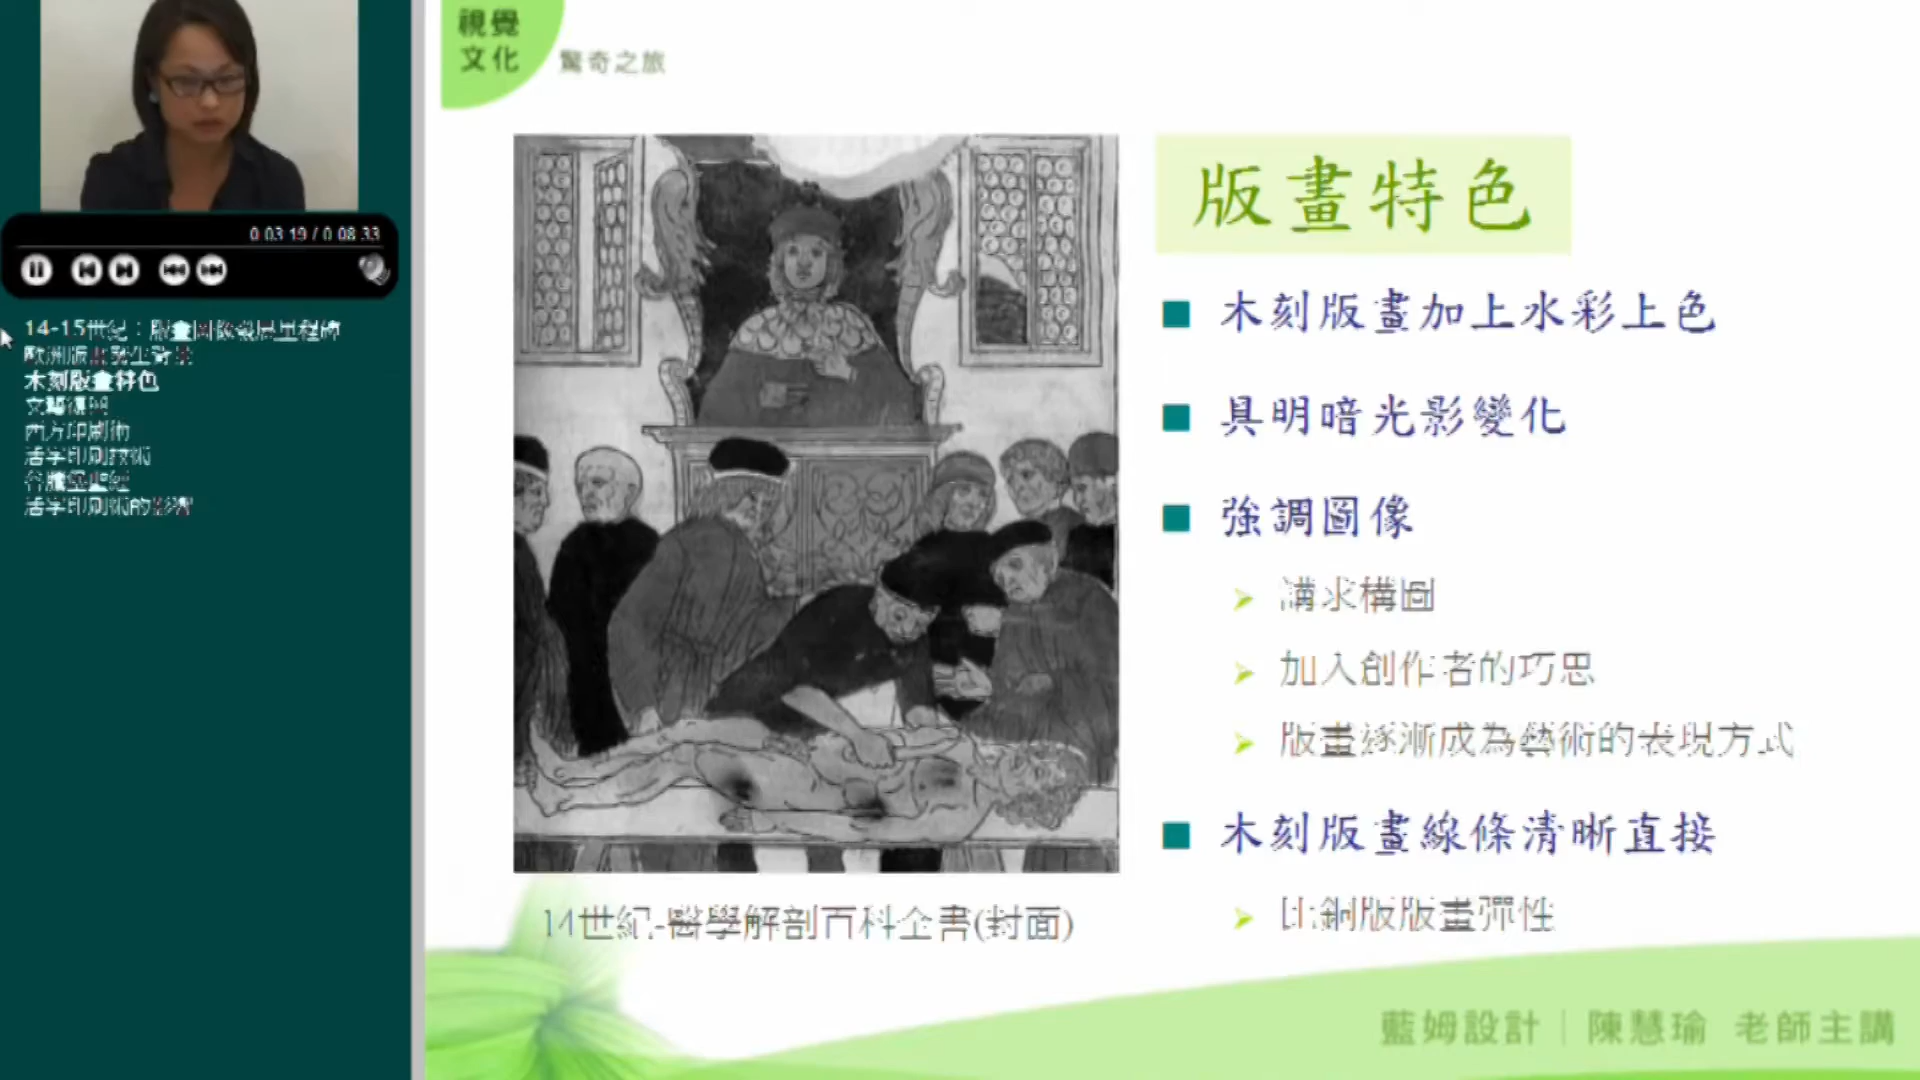 視覺
文化
驚奇之旅
0:03:19 / 0:08:33
14-15世紀：版畫圖像發展里程碑
歐洲版畫發生背景
木刻版畫特色
文藝復興
西方印刷術
活字印刷技術
谷騰堡聖經
活字印刷術的影響
版畫特色
木刻版畫加上水彩上色
具明暗光影變化
強調圖像
講求構圖
加入創作者的巧思
版畫逐漸成為藝術的表現方式
木刻版畫線條清晰直接
比銅版版畫彈性
14世紀-醫學解剖百科全書(封面)
藍姆設計｜陳慧瑜 老師主講